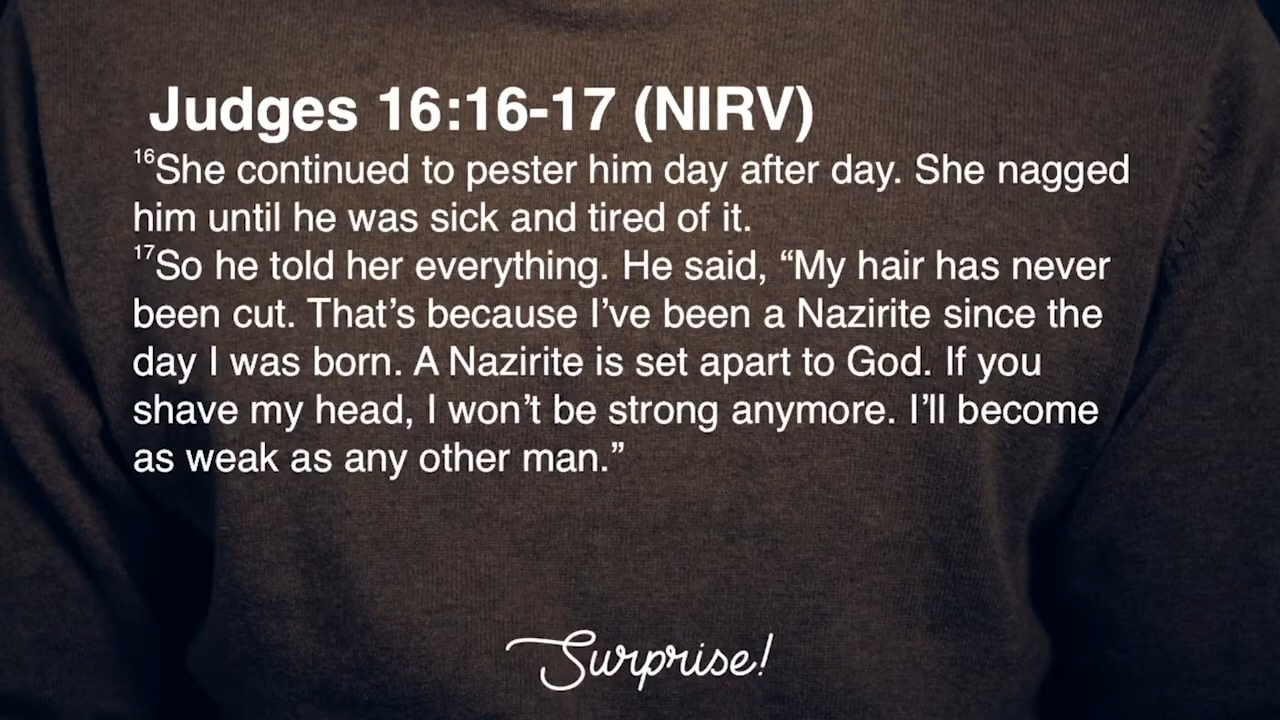 Judges 16:16-17 (NIRV)
16She continued to pester him day after day. She nagged
him until he was sick and tired of it.
17So he told her everything. He said, “My hair has never
been cut. That’s because I’ve been a Nazirite since the
day I was born. A Nazirite is set apart to God. If you
shave my head, I won’t be strong anymore. I’ll become
as weak as any other man.”
Surprise!